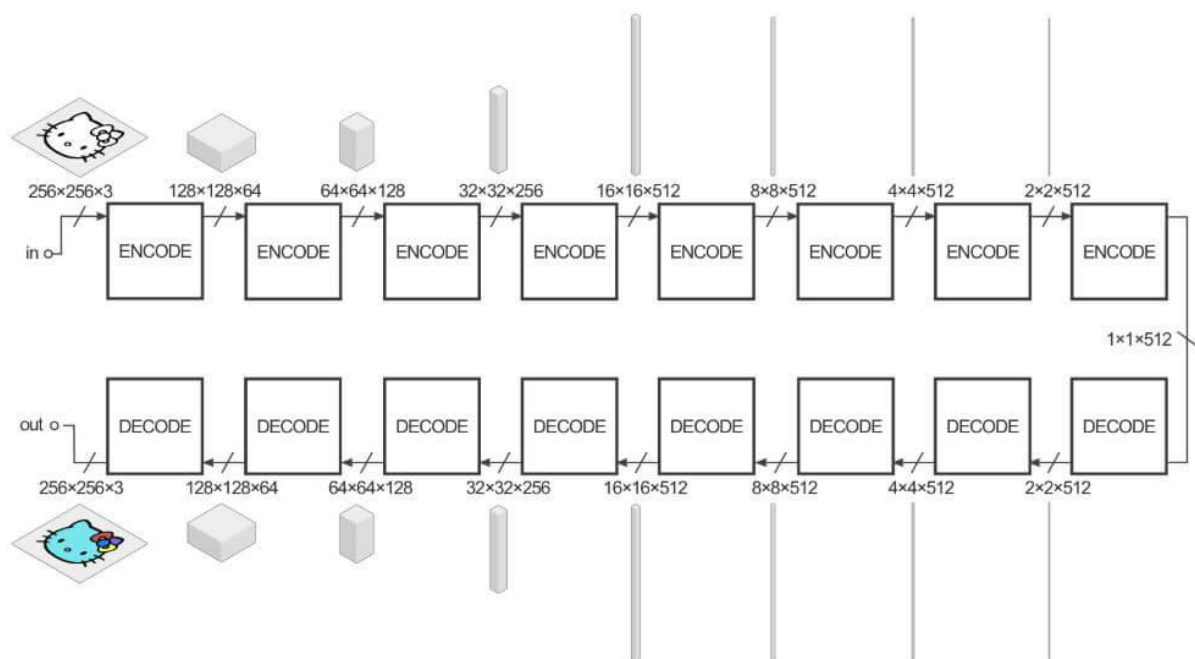 256×256×3 128×128×64 64×64×128 32×32×256 16×16×512 8×8×512 4×4×512 2×2×512
in ENCODE ENCODE ENCODE ENCODE ENCODE ENCODE ENCODE ENCODE
1×1×512
out DECODE DECODE DECODE DECODE DECODE DECODE DECODE DECODE
256×256×3 128×128×64 64×64×128 32×32×256 16×16×512 8×8×512 4×4×512 2×2×512